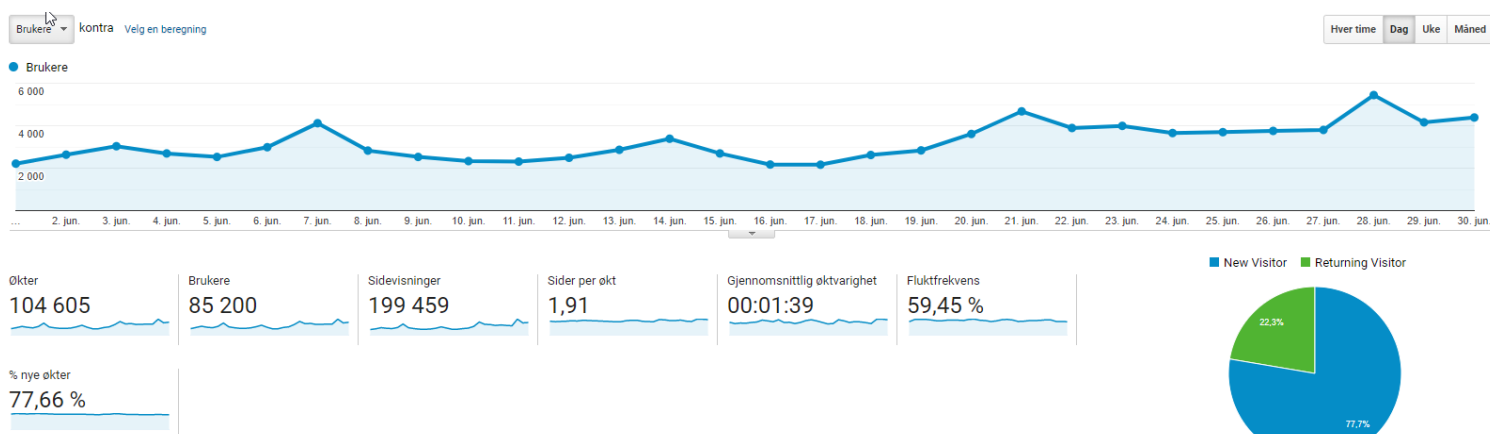 Brukere kontra Velg en beregning
Hver time Dag Uke Måned
Brukere
6 000
4 000
2 000
... 2. jun. 3. jun. 4. jun. 5. jun. 6. jun. 7. jun. 8. jun. 9. jun. 10. jun. 11. jun. 12. jun. 13. jun. 14. jun. 15. jun. 16. jun. 17. jun. 18. jun. 19. jun. 20. jun. 21. jun. 22. jun. 23. jun. 24. jun. 25. jun. 26. jun. 27. jun. 28. jun. 29. jun. 30. jun.
New Visitor Returning Visitor
Økter Brukere Sidevisninger Sider per økt Gjennomsnittlig øktvarighet Fluktfrekvens
104 605 85 200 199 459 1,91 00:01:39 59,45 %
22,3%
% nye økter
77,66 %
77,7%